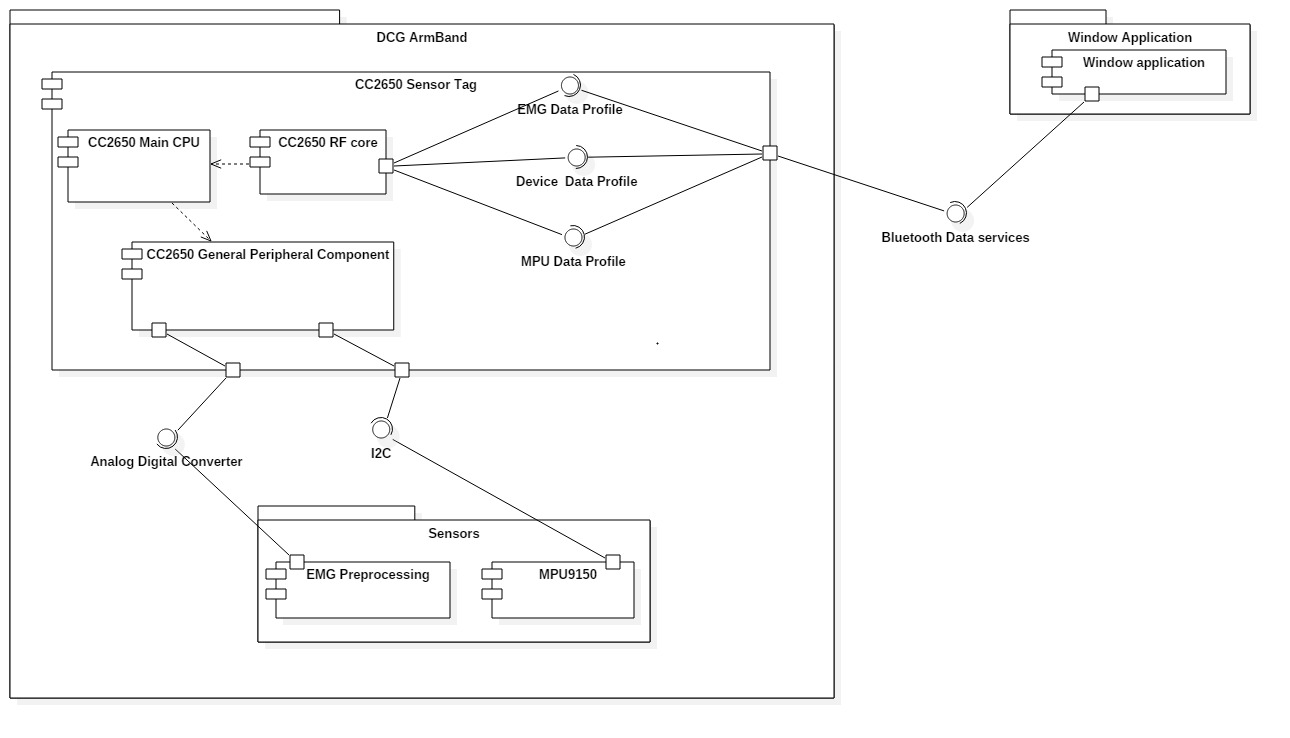 DCG ArmBand
Window Application
Window application
CC2650 Sensor Tag
EMG Data Profile
CC2650 Main CPU
CC2650 RF core
Device  Data Profile
Bluetooth Data services
CC2650 General Peripheral Component
MPU Data Profile
Analog Digital Converter
I2C
Sensors
EMG Preprocessing
MPU9150